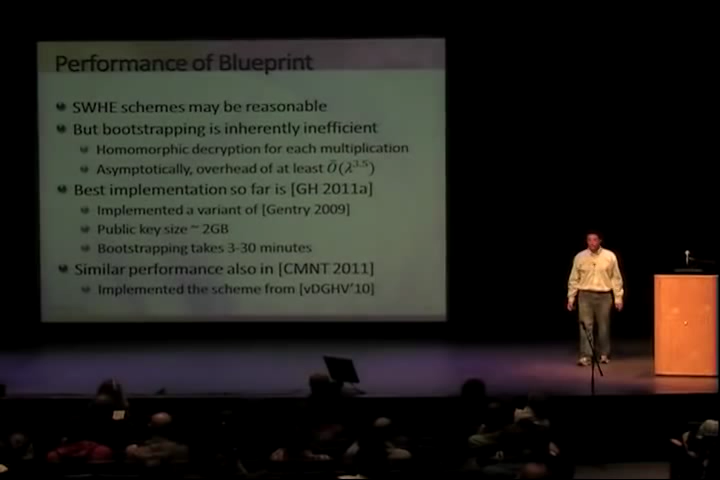 Performance of Blueprint
SWHE schemes may be reasonable
But bootstrapping is inherently inefficient
Homomorphic decryption for each multiplication
Asymptotically, overhead of at least Õ(λ^3.5)
Best implementation so far is [GH 2011a]
Implemented a variant of [Gentry 2009]
Public key size ~ 2GB
Bootstrapping takes 3-30 minutes
Similar performance also in [CMNT 2011]
Implemented the scheme from [vDGHV'10]